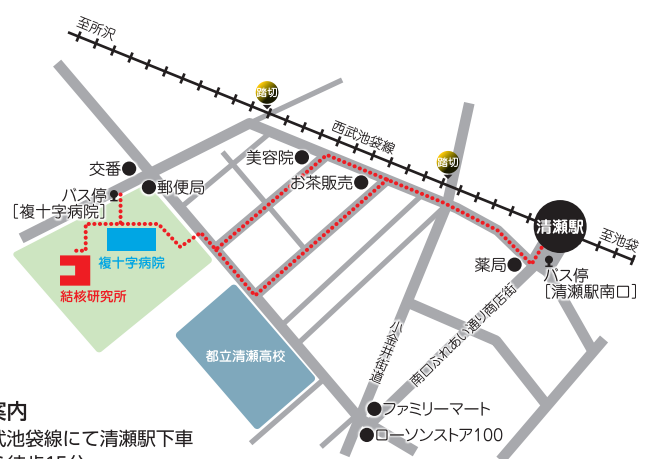 至所沢
踏切
西武池袋線
美容院
踏切
交番
お茶販売
バス停
郵便局
[複十字病院]
清瀬駅
至池袋
複十字病院
薬局
バス停
[清瀬駅南口]
結核研究所
都立清瀬高校
小金井街道
南口ふれあい通り商店街
案内
武池袋線にて清瀬駅下車
ファミリーマート
ローソンストア100
徒歩15分